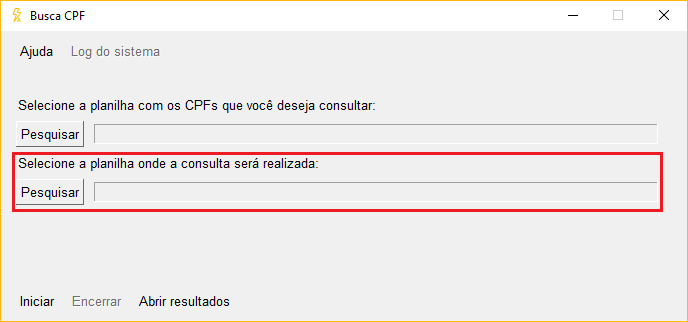 Busca CPF
Ajuda Log do sistema
Selecione a planilha com os CPFs que você deseja consultar:
Pesquisar
Selecione a planilha onde a consulta será realizada:
Pesquisar
Iniciar Encerrar Abrir resultados